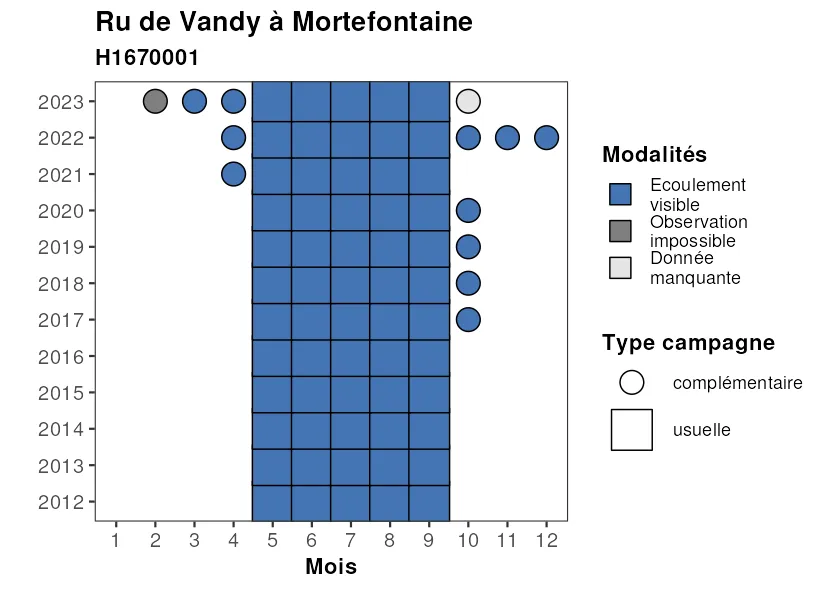 Ru de Vandy à Mortefontaine
H1670001
2023
2022
2021
2020
2019
2018
2017
2016
2015
2014
2013
2012
1 2 3 4 5 6 7 8 9 10 11 12
Mois
Modalités
Ecoulement
visible
Observation
impossible
Donnée
manquante
Type campagne
complémentaire
usuelle